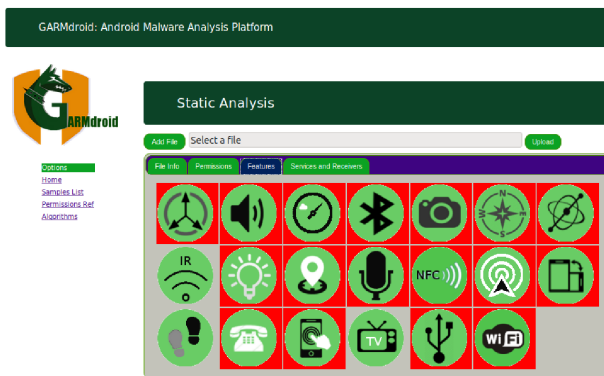 GARMdroid: Android Malware Analysis Platform
GARMdroid
Static Analysis
Add File Select a file Upload
Options
Home
Samples List
Permissions Ref
Algorithms
File Info Permissions Features Services and Receivers
N
W E
S
IR
NFC
TV
WiFi